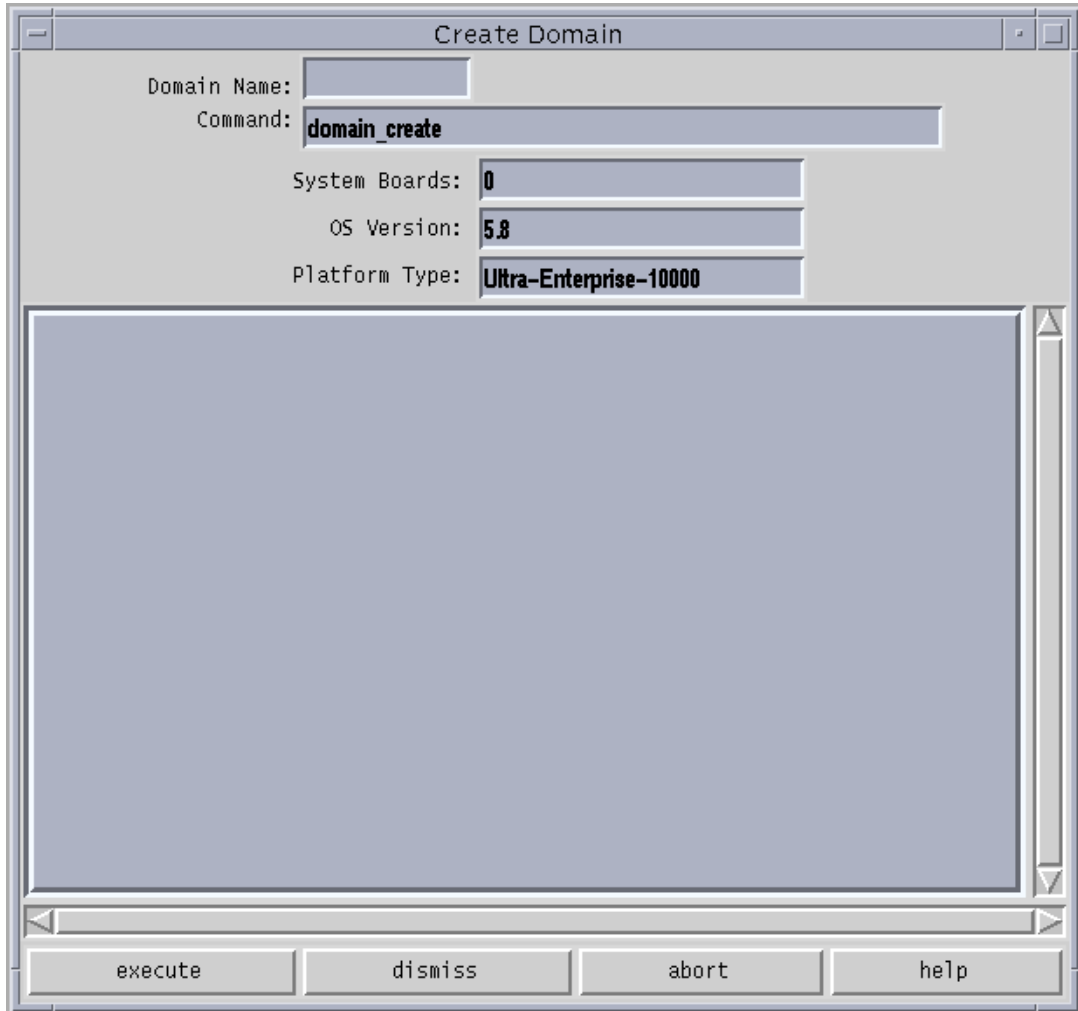 Create Domain
Domain Name:
Command: domain_create
System Boards: 0
OS Version: 5.8
Platform Type: Ultra-Enterprise-10000
execute dismiss abort help